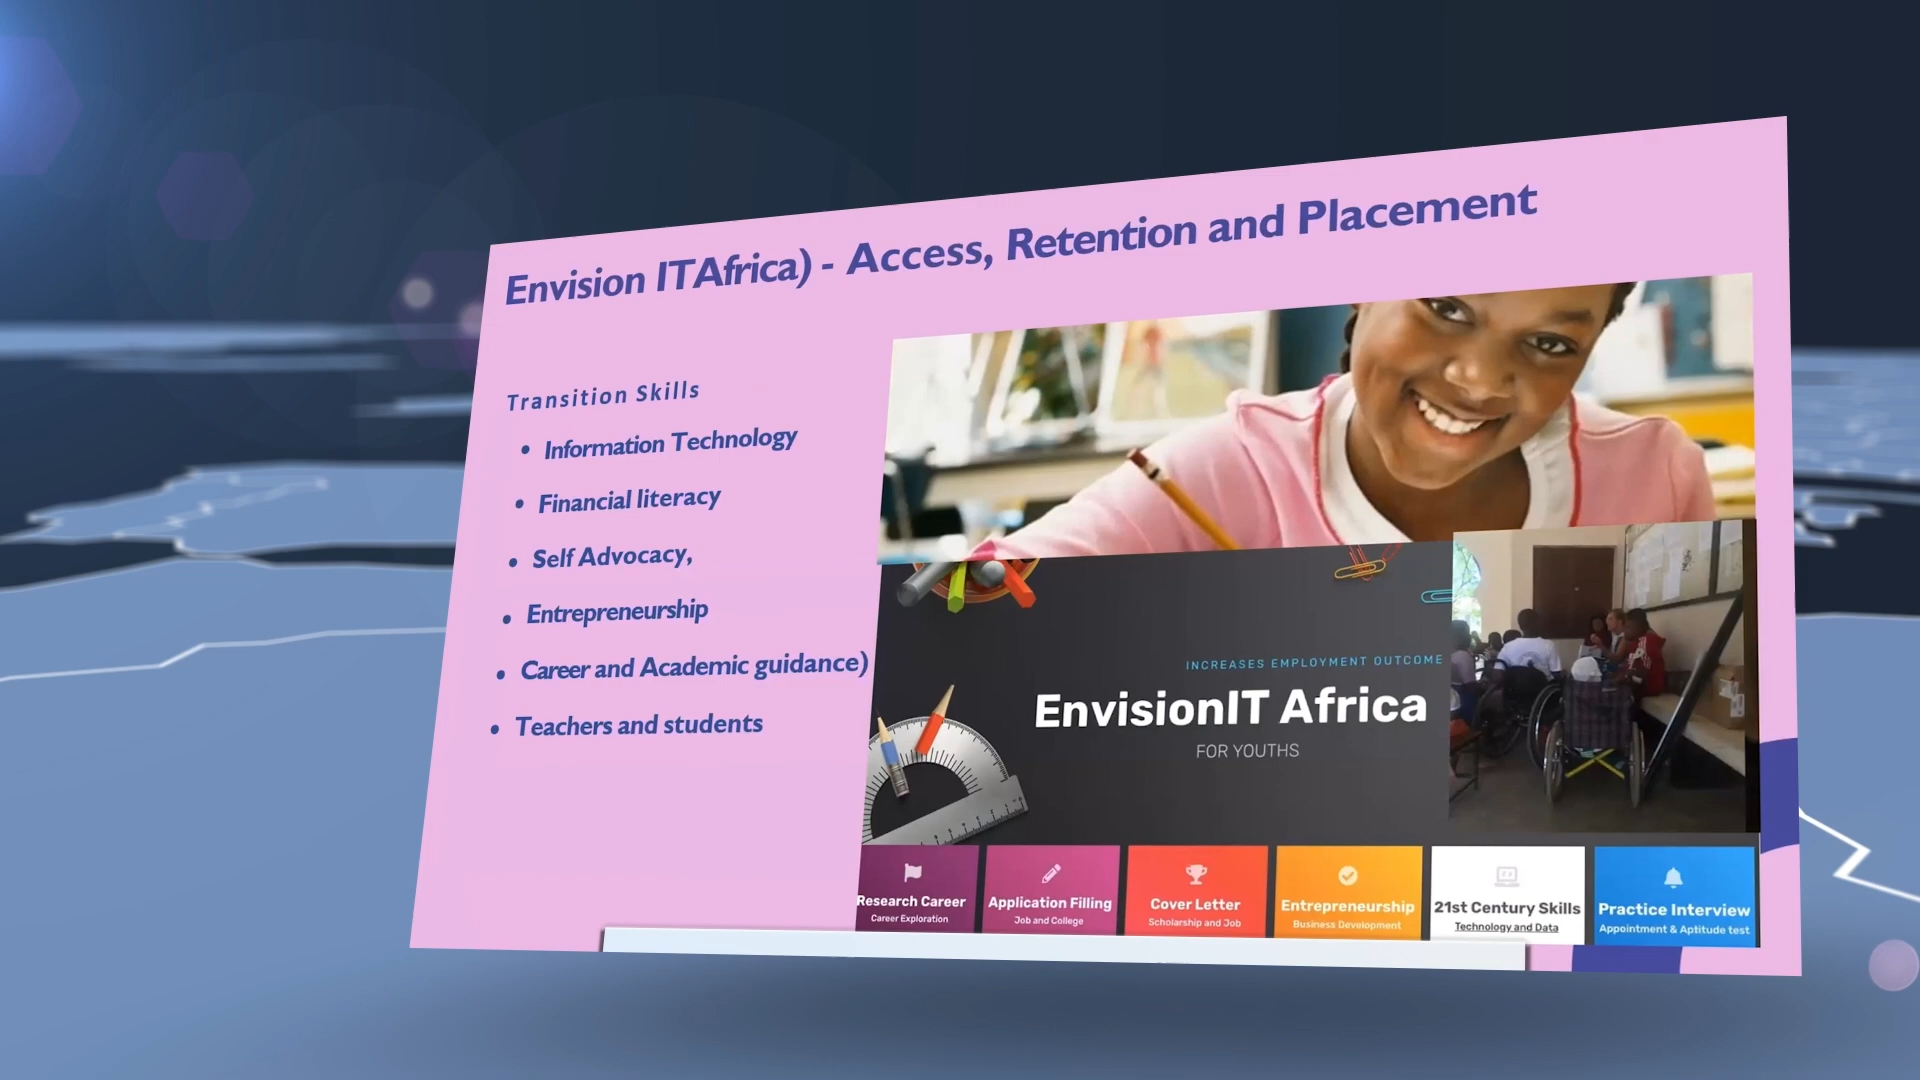 Envision ITAfrica) - Access, Retention and Placement
Transition Skills
• Information Technology
• Financial literacy
• Self Advocacy,
• Entrepreneurship
• Career and Academic guidance)
• Teachers and students
INCREASES EMPLOYMENT OUTCOME
EnvisionIT Africa
FOR YOUTHS
Research Career
Career Exploration
Application Filling
Job and College
Cover Letter
Scholarship and Job
Entrepreneurship
Business Development
21st Century Skills
Technology and Data
Practice Interview
Appointment & Aptitude test